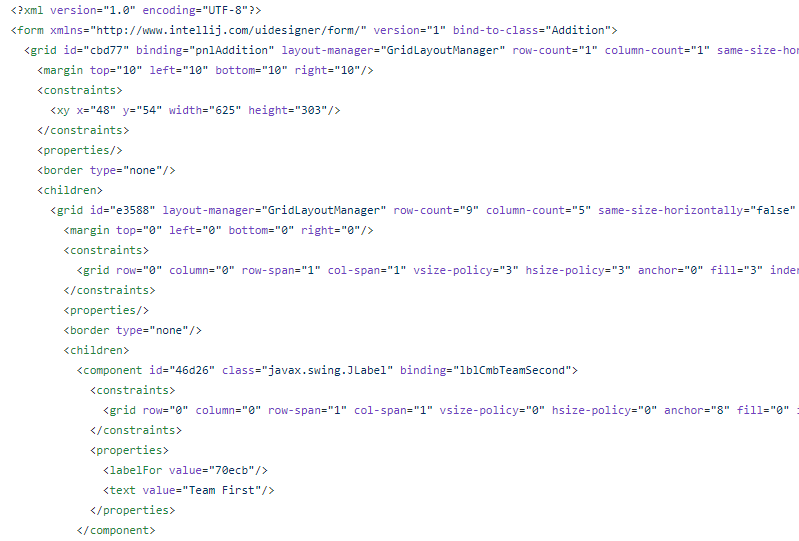 <?xml version="1.0" encoding="UTF-8"?>
<form xmlns="http://www.intellij.com/uidesigner/form/" version="1" bind-to-class="Addition">
<grid id="cbd77" binding="pnlAddition" layout-manager="GridLayoutManager" row-count="1" column-count="1" same-size-hor
<margin top="10" left="10" bottom="10" right="10"/>
<constraints>
<xy x="48" y="54" width="625" height="303"/>
</constraints>
<properties/>
<border type="none"/>
<children>
<grid id="e3588" layout-manager="GridLayoutManager" row-count="9" column-count="5" same-size-horizontally="false"
<margin top="0" left="0" bottom="0" right="0"/>
<constraints>
<grid row="0" column="0" row-span="1" col-span="1" vsize-policy="3" hsize-policy="3" anchor="0" fill="3" inden
</constraints>
<properties/>
<border type="none"/>
<children>
<component id="46d26" class="javax.swing.JLabel" binding="lblCmbTeamSecond">
<constraints>
<grid row="0" column="0" row-span="1" col-span="1" vsize-policy="0" hsize-policy="0" anchor="8" fill="0" i
</constraints>
<properties>
<labelFor value="70ecb"/>
<text value="Team First"/>
</properties>
</component>